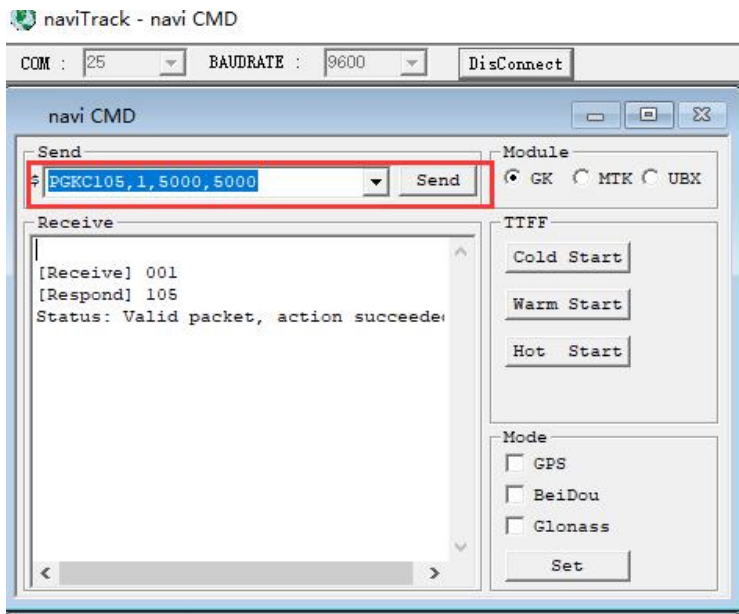 naviTrack - navi CMD
COM : 25 BAUDRATE : 9600 DisConnect
navi CMD
Send
$ PGKC105,1,5000,5000 Send
Module
GK MTK UBX
Receive
[Receive] 001
[Respond] 105
Status: Valid packet, action succeede
TTFF
Cold Start
Warm Start
Hot Start
Mode
GPS
BeiDou
Glonass
Set